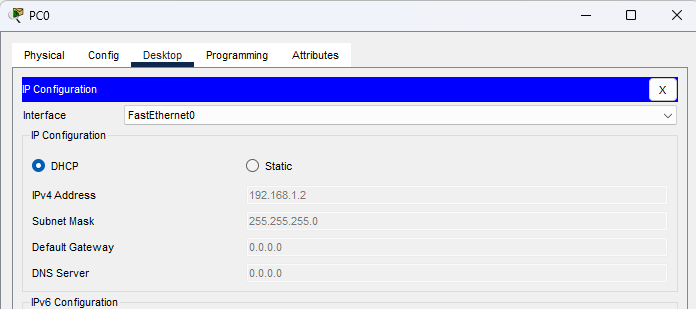 PC0
Physical Config Desktop Programming Attributes
IP Configuration X
Interface FastEthernet0
IP Configuration
DHCP Static
IPv4 Address 192.168.1.2
Subnet Mask 255.255.255.0
Default Gateway 0.0.0.0
DNS Server 0.0.0.0
IPv6 Configuration